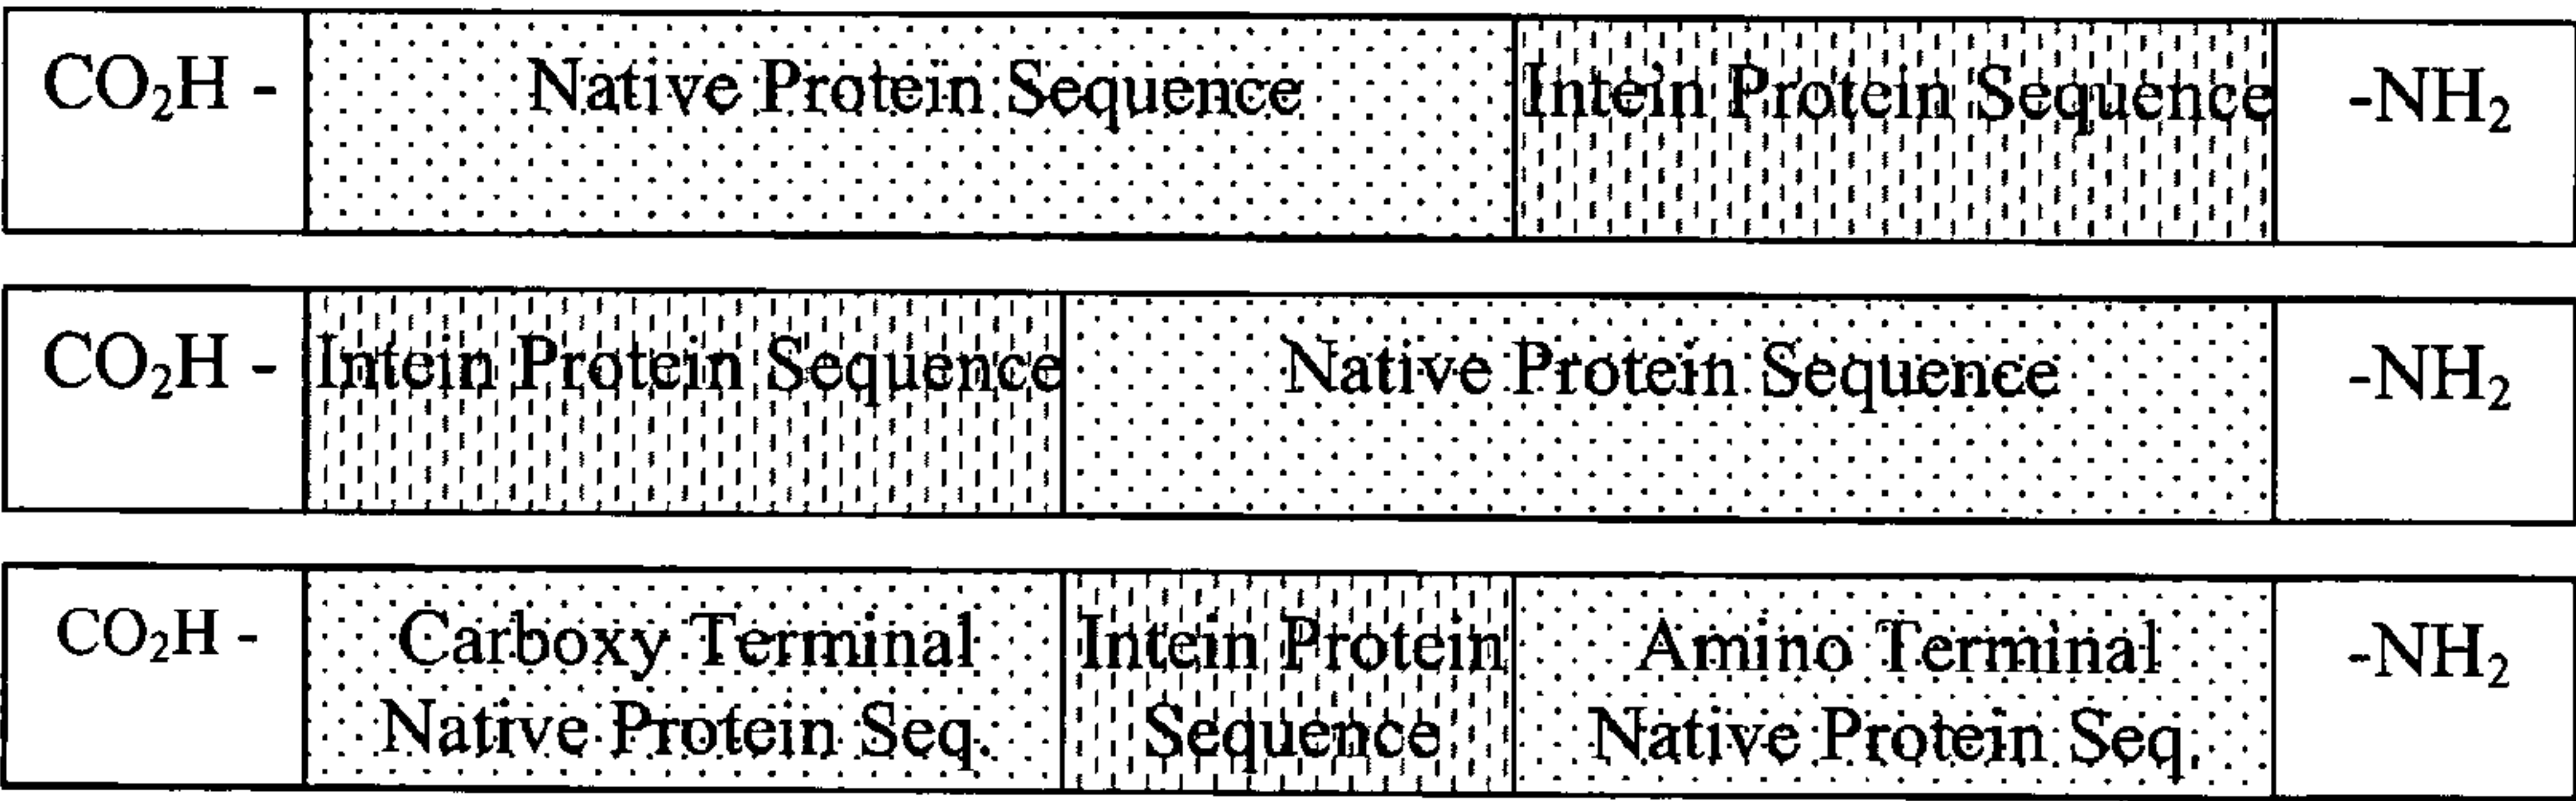 CO₂H - Native Protein Sequence Intein Protein Sequence -NH₂
CO₂H - Intein Protein Sequence Native Protein Sequence -NH₂
CO₂H - Carboxy Terminal Intein Protein Amino Terminal -NH₂
Native Protein Seq. Sequence Native Protein Seq.